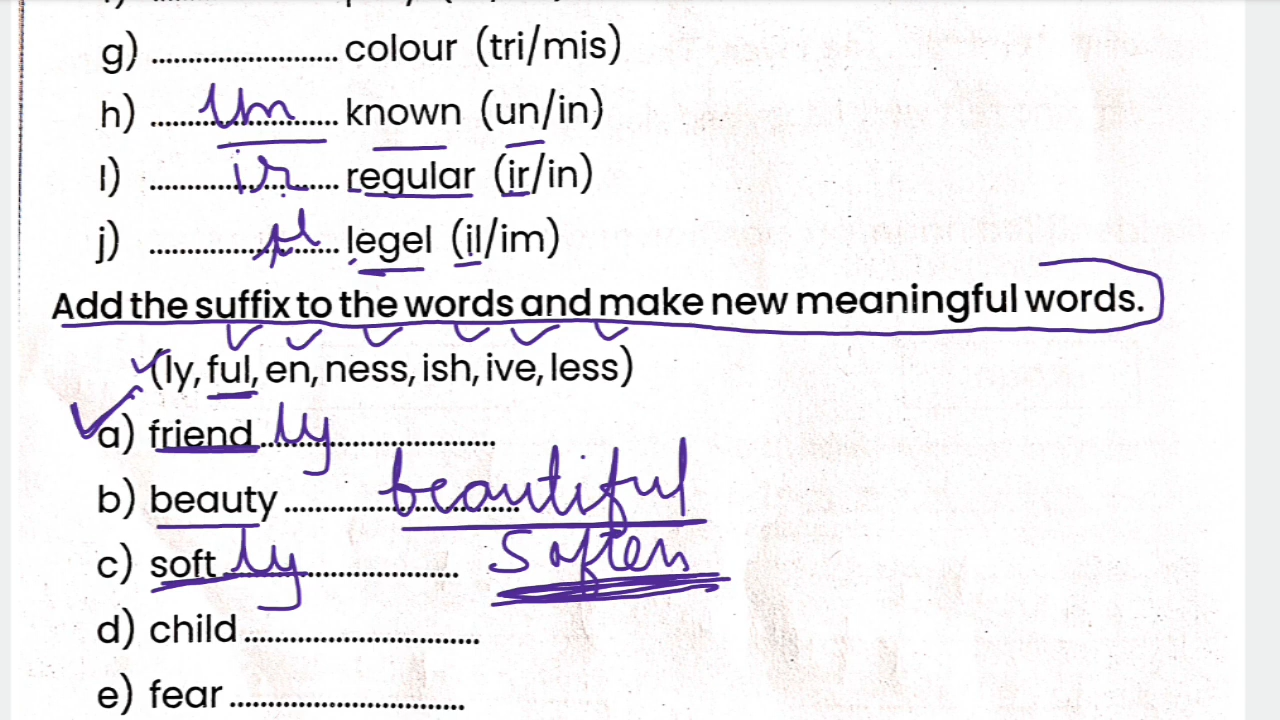 g) ........................ colour (tri/mis)
h) ......un...... known (un/in)
l) ......ir...... regular (ir/in)
j) ......il...... legel (il/im)
Add the suffix to the words and make new meaningful words.
(ly, ful, en, ness, ish, ive, less)
a) friend ly ........................
b) beauty ........................ beautiful
c) soft ly ........................ Soften
d) child ........................
e) fear ........................